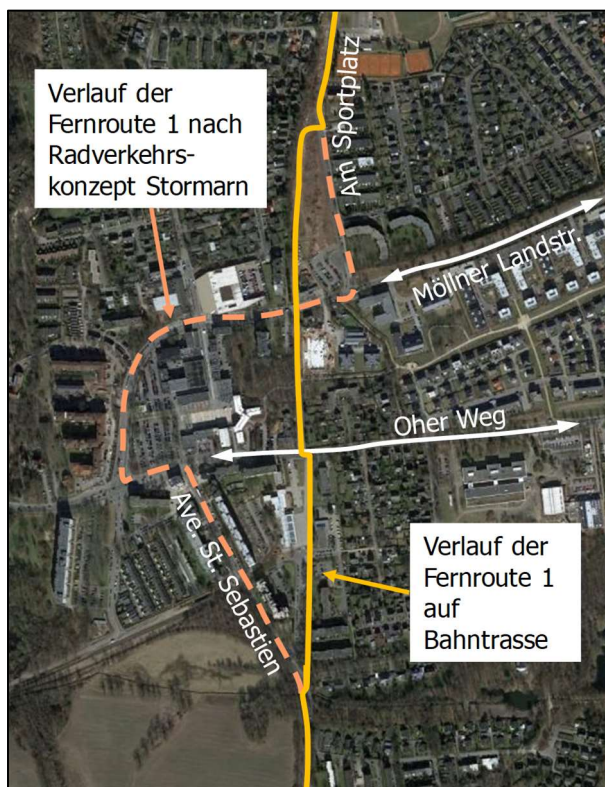 Verlauf der
Fernroute 1 nach
Radverkehrs-
konzept Stormarn
Am Sportplatz
Möllner Landstr.
Oher Weg
Ave. St. Sebastien
Verlauf der
Fernroute 1
auf
Bahntrasse